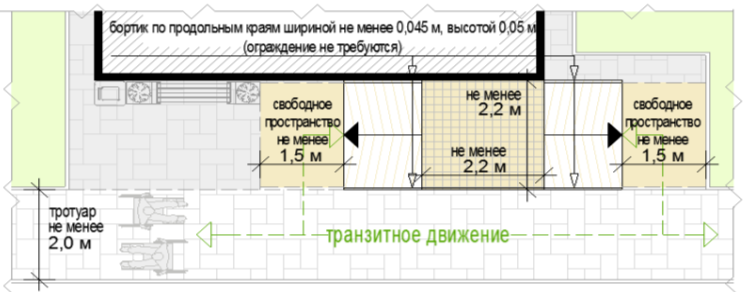 бортик по продольным краям шириной не менее 0,045 м, высотой 0,05 м
(ограждение не требуются)
свободное
пространство
не менее
1,5 м
не менее
2,2 м
не менее
2,2 м
свободное
пространство
не менее
1,5 м
тротуар
не менее
2,0 м
транзитное движение